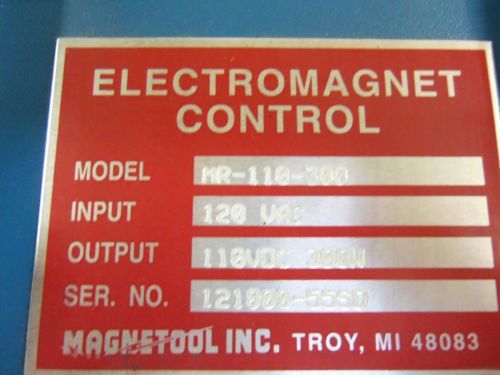 ELECTROMAGNET
CONTROL
MODEL MR-110-300
INPUT 120 VAC
OUTPUT 110VDC 300W
SER. NO.
MAGNETOOL INC. TROY, MI 48083